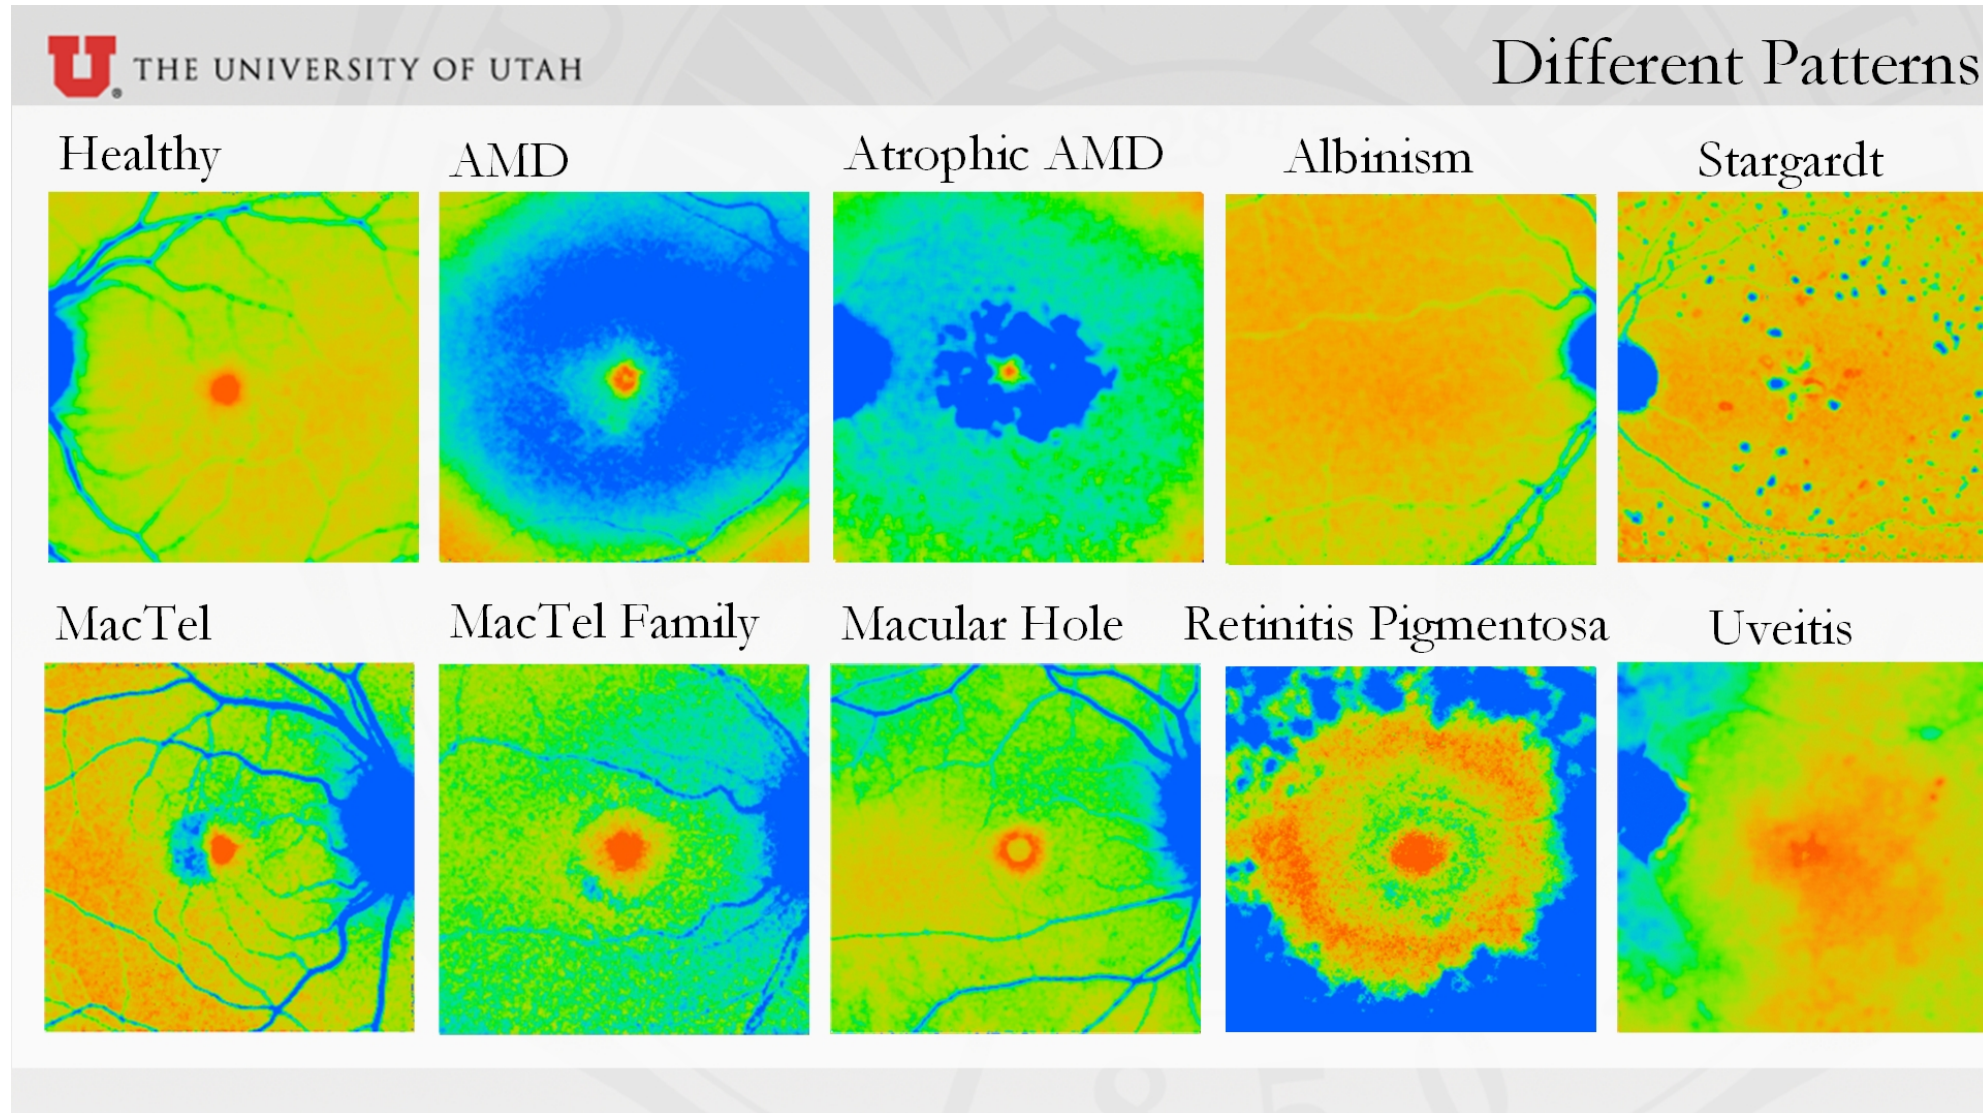 THE UNIVERSITY OF UTAH
Different Patterns
Healthy
AMD
Atrophic AMD
Albinism
Stargardt
MacTel
MacTel Family
Macular Hole
Retinitis Pigmentosa
Uveitis